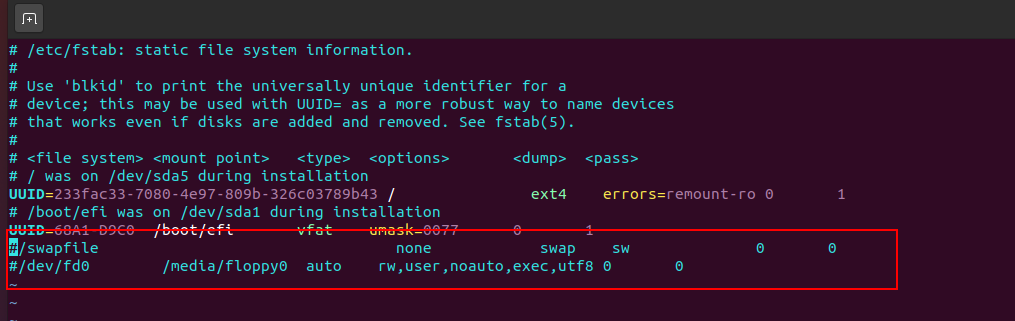 # /etc/fstab: static file system information.
#
# Use 'blkid' to print the universally unique identifier for a
# device; this may be used with UUID= as a more robust way to name devices
# that works even if disks are added and removed. See fstab(5).
#
# <file system> <mount point>   <type>  <options>       <dump>  <pass>
# / was on /dev/sda5 during installation
UUID=233fac33-7080-4e97-809b-326c03789b43 /               ext4    errors=remount-ro 0       1
# /boot/efi was on /dev/sda1 during installation
UUID=68A1-D9C0  /boot/efi       vfat    umask=0077      0       1
#/swapfile                                 none            swap    sw              0       0
#/dev/fd0        /media/floppy0  auto    rw,user,noauto,exec,utf8 0       0
~
~
~